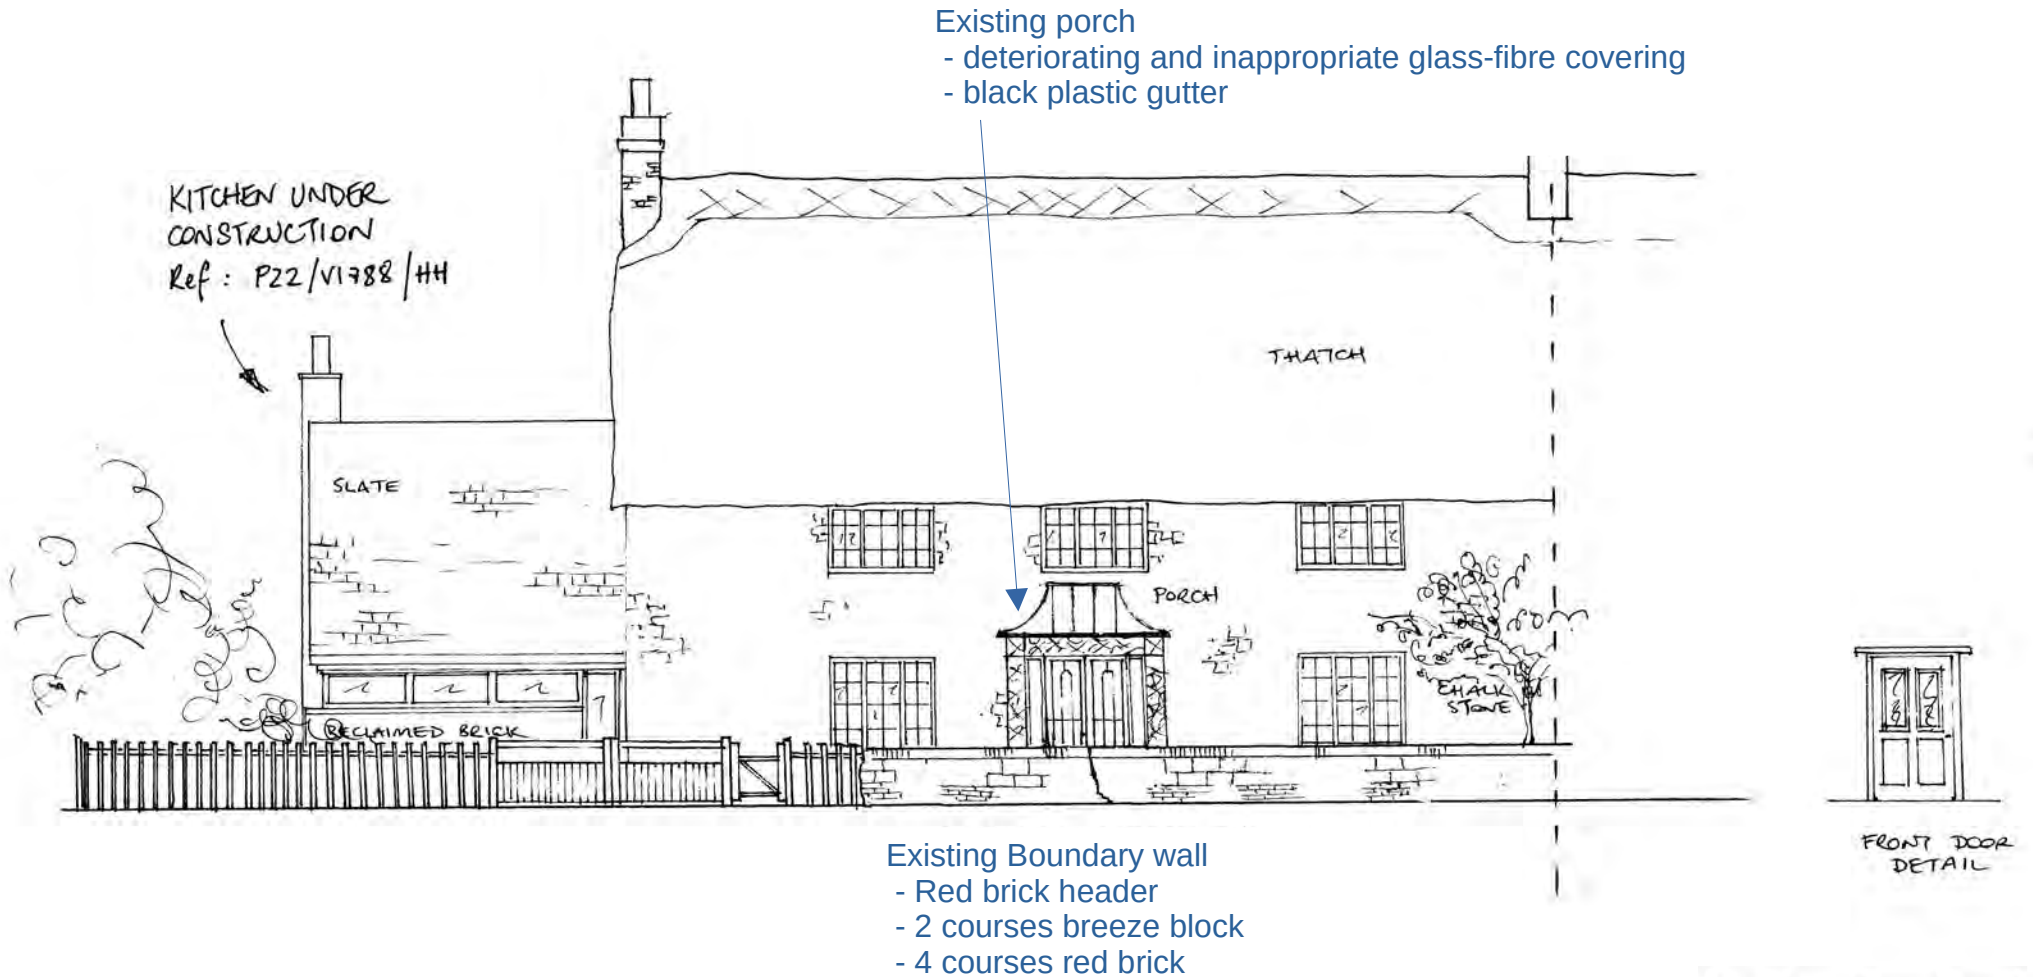 Existing porch
- deteriorating and inappropriate glass-fibre covering
- black plastic gutter
KITCHEN UNDER
CONSTRUCTION
Ref : P22/V1788/HH
THATCH
SLATE
PORCH
CHALK
STONE
RECLAIMED BRICK
FRONT DOOR
DETAIL
Existing Boundary wall
- Red brick header
- 2 courses breeze block
- 4 courses red brick